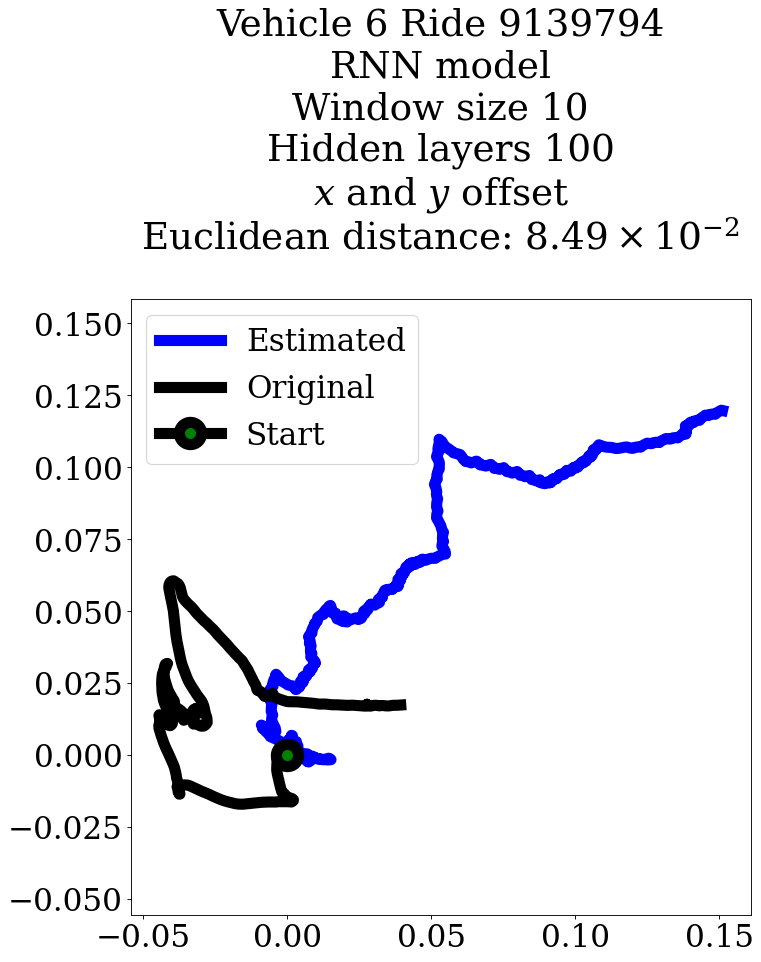 Vehicle 6 Ride 9139794
RNN model
Window size 10
Hidden layers 100
x and y offset
Euclidean distance: 8.49 × 10⁻²
Estimated
Original
Start
0.150
0.125
0.100
0.075
0.050
0.025
0.000
−0.025
−0.050
−0.05 0.00 0.05 0.10 0.15